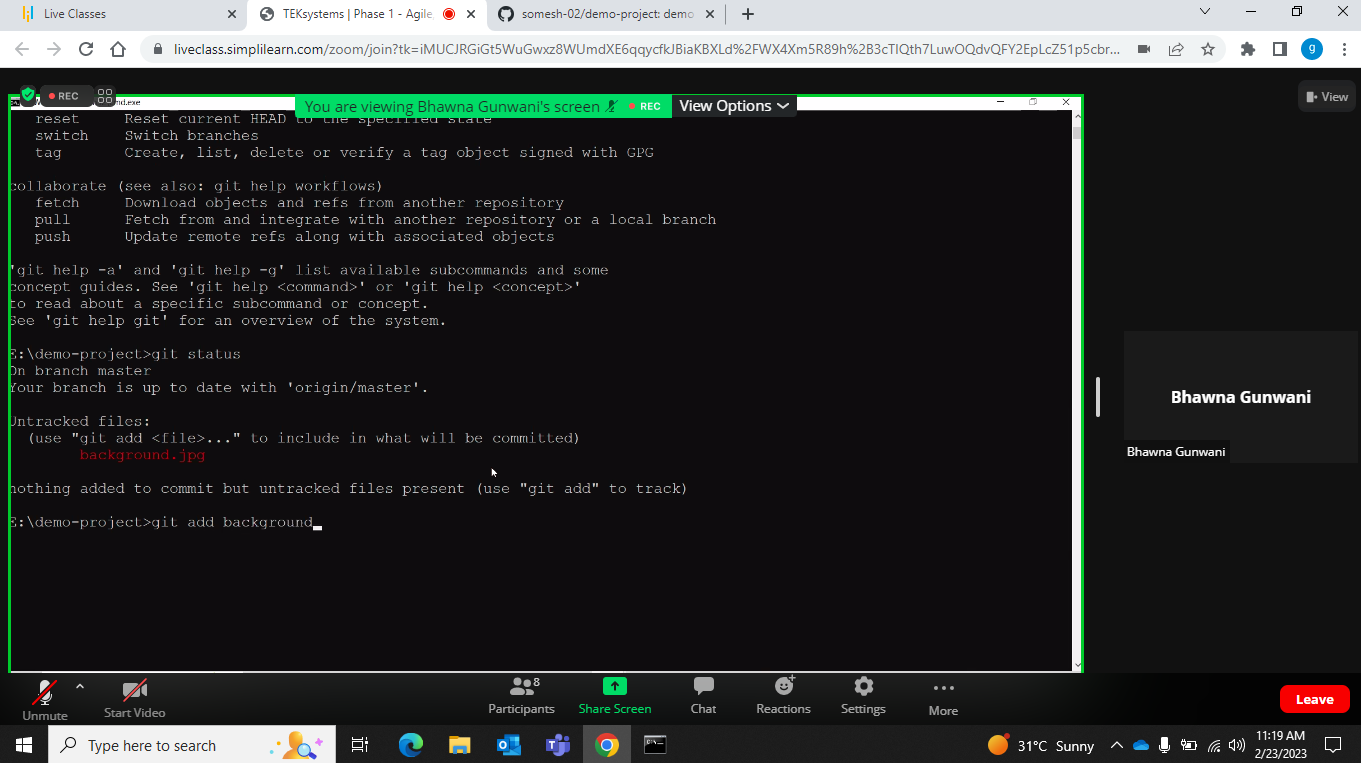 Live Classes
TEKsystems | Phase 1 - Agile,
somesh-02/demo-project: demo
liveclass.simplilearn.com/zoom/join?tk=iMUCJRGiGt5WuGwxz8WUmdXE6qqycfkJBiaKBXLd%2FWX4Xm5R89h%2B3cTlQth7LuwOQdvQFY2EpLcZ51p5cbr...
g
REC
md.exe
You are viewing Bhawna Gunwani's screen
REC
View Options
View
reset Reset current HEAD to the specified state
switch Switch branches
tag Create, list, delete or verify a tag object signed with GPG
collaborate (see also: git help workflows)
fetch Download objects and refs from another repository
pull Fetch from and integrate with another repository or a local branch
push Update remote refs along with associated objects
'git help -a' and 'git help -g' list available subcommands and some
concept guides. See 'git help <command>' or 'git help <concept>'
to read about a specific subcommand or concept.
See 'git help git' for an overview of the system.
E:\demo-project>git status
On branch master
Your branch is up to date with 'origin/master'.
Untracked files:
(use "git add <file>..." to include in what will be committed)
background.jpg
nothing added to commit but untracked files present (use "git add" to track)
E:\demo-project>git add background_
Bhawna Gunwani
Bhawna Gunwani
Unmute
Start Video
8
Participants
Share Screen
Chat
Reactions
Settings
More
Leave
Type here to search
31°C Sunny
11:19 AM
2/23/2023